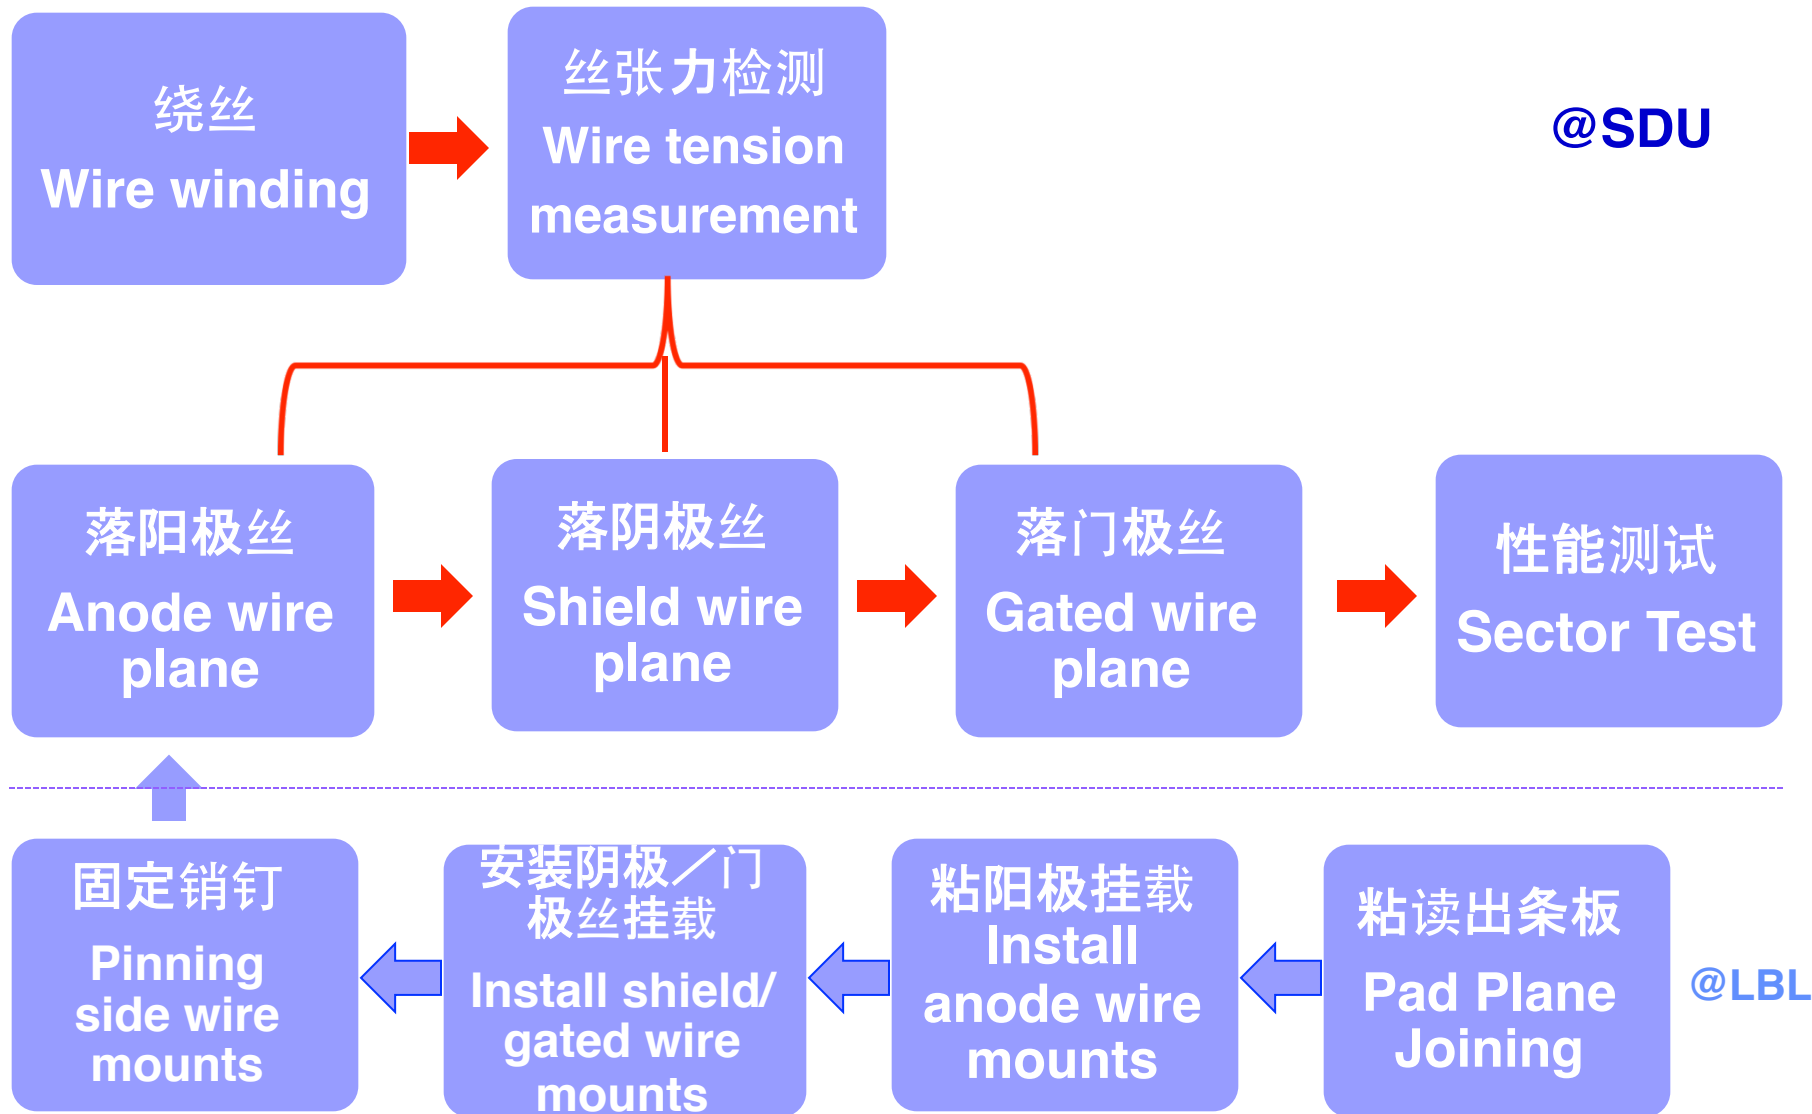 绕丝
Wire winding
丝张力检测
Wire tension
measurement
@SDU
落阳极丝
Anode wire
plane
落阴极丝
Shield wire
plane
落门极丝
Gated wire
plane
性能测试
Sector Test
固定销钉
Pinning
side wire
mounts
安装阴极／门
极丝挂载
Install shield/
gated wire
mounts
粘阳极挂载
Install
anode wire
mounts
粘读出条板
Pad Plane
Joining
@LBL